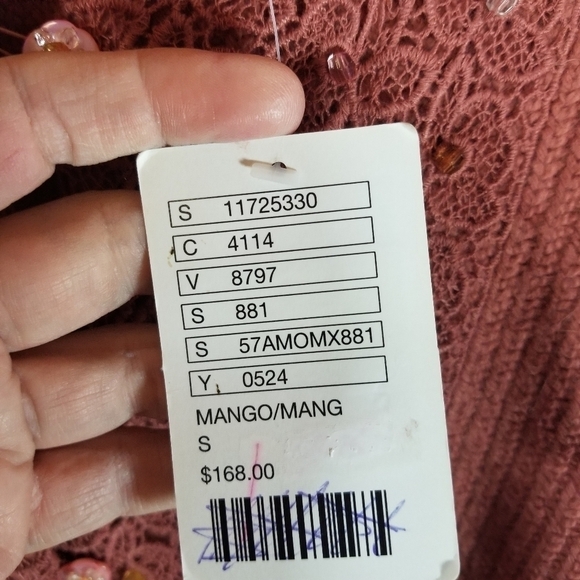 S 11725330
C 4114
V 8797
S 881
S 57AMOMX881
Y 0524
MANGO/MANG
S
$168.00